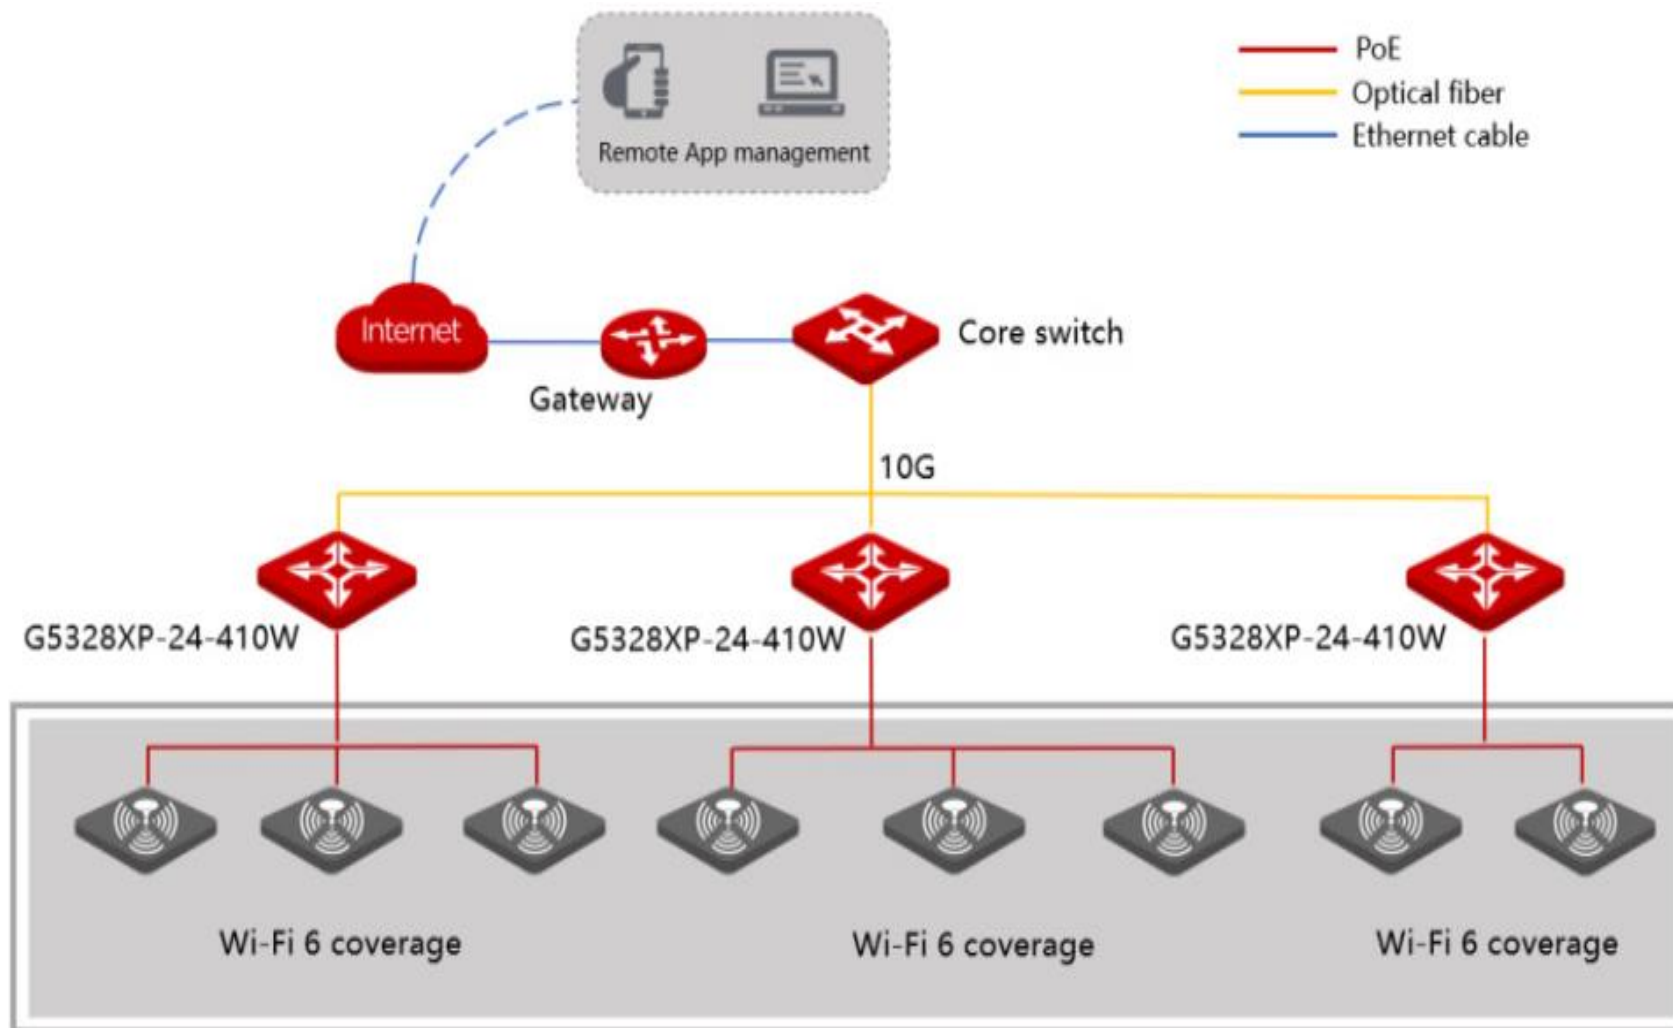 PoE
Optical fiber
Ethernet cable
Remote App management
Internet
Gateway
Core switch
10G
G5328XP-24-410W
G5328XP-24-410W
G5328XP-24-410W
Wi-Fi 6 coverage
Wi-Fi 6 coverage
Wi-Fi 6 coverage